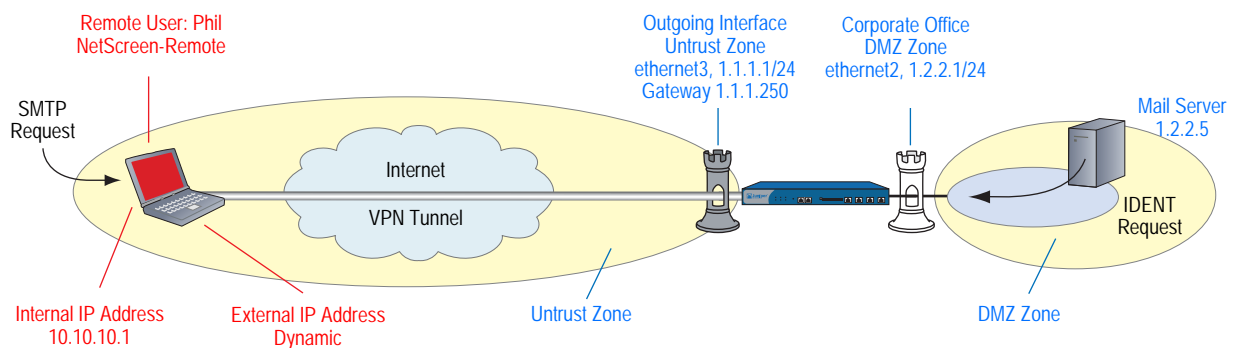 Remote User: Phil
NetScreen-Remote
Outgoing Interface
Untrust Zone
ethernet3, 1.1.1.1/24
Gateway 1.1.1.250
Corporate Office
DMZ Zone
ethernet2, 1.2.2.1/24
SMTP
Request
Mail Server
1.2.2.5
Internet
VPN Tunnel
IDENT
Request
Internal IP Address
10.10.10.1
External IP Address
Dynamic
Untrust Zone
DMZ Zone